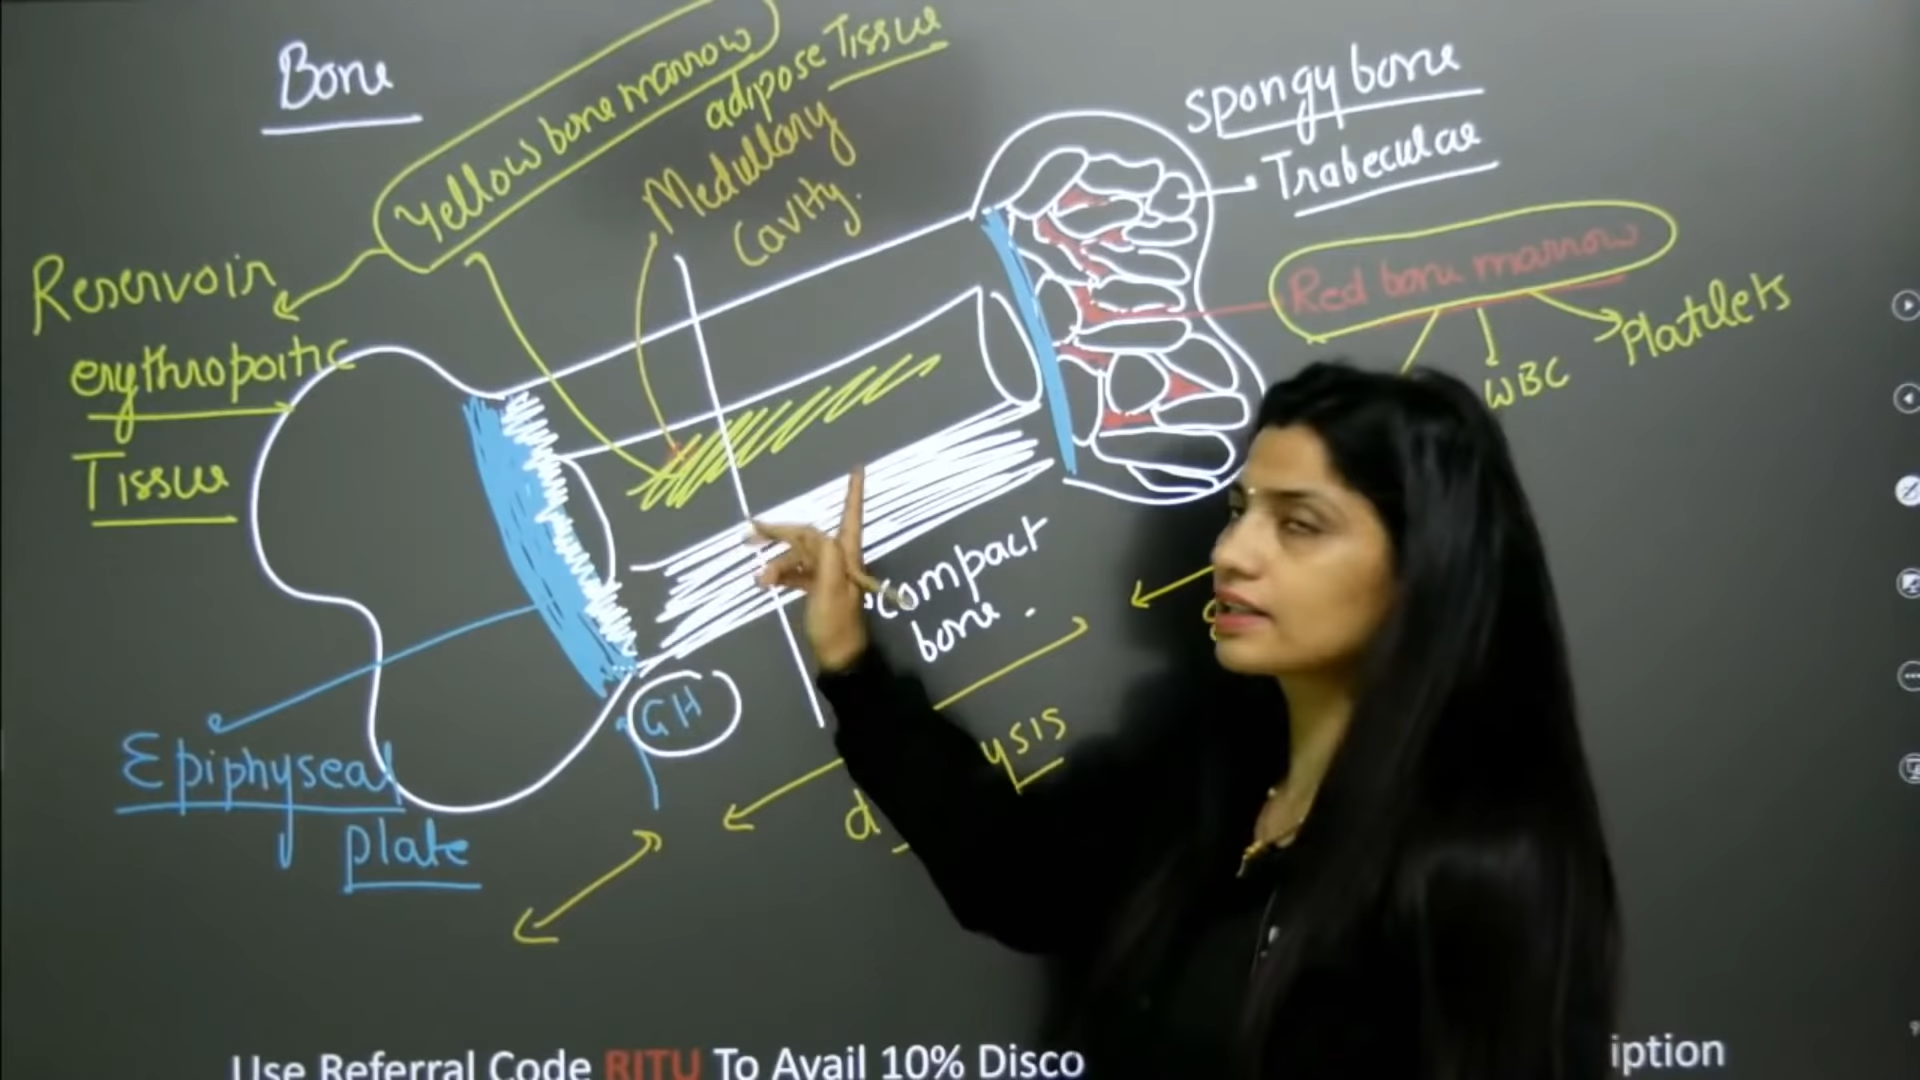 Bone
Yellow bone marrow
adipose Tissue
Medullary
Cavity.
Spongy bone
Trabeculae
Red bone marrow
WBC
Platelets
Reservoir
erythropoitic
Tissue
Compact
bone.
GH
Epiphyseal
plate
ysis
Use Referral Code RITU To Avail 10% Disco
iption